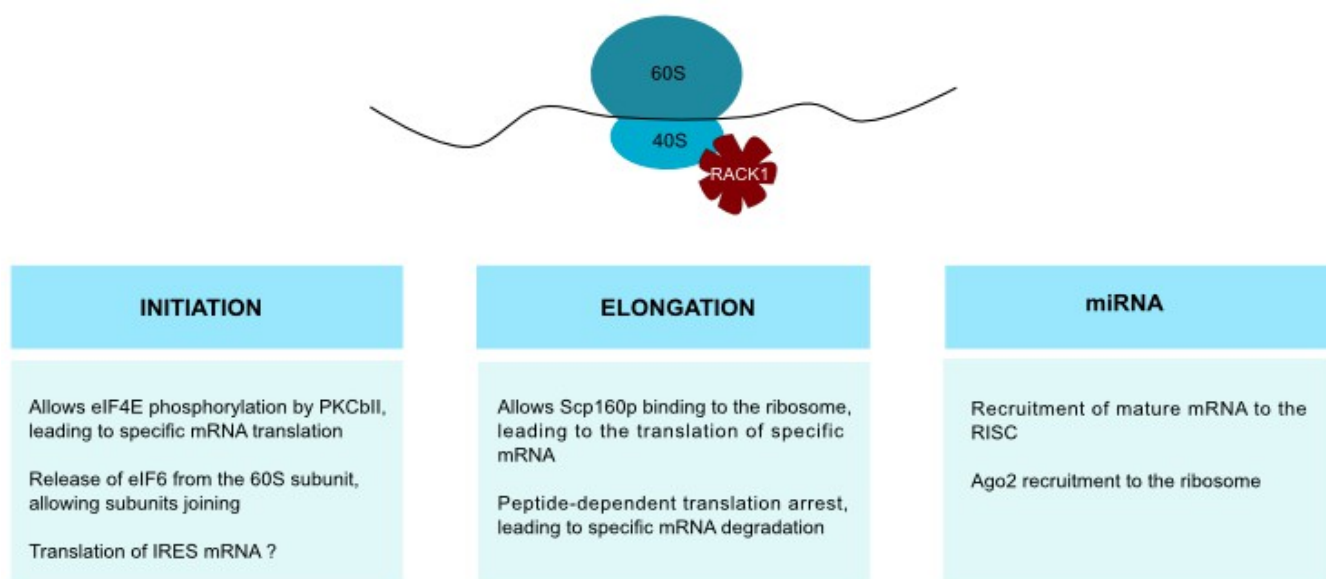 60S
40S
RACK1
INITIATION
Allows eIF4E phosphorylation by PKCbII,
leading to specific mRNA translation
Release of eIF6 from the 60S subunit,
allowing subunits joining
Translation of IRES mRNA ?
ELONGATION
Allows Scp160p binding to the ribosome,
leading to the translation of specific
mRNA
Peptide-dependent translation arrest,
leading to specific mRNA degradation
miRNA
Recruitment of mature mRNA to the
RISC
Ago2 recruitment to the ribosome